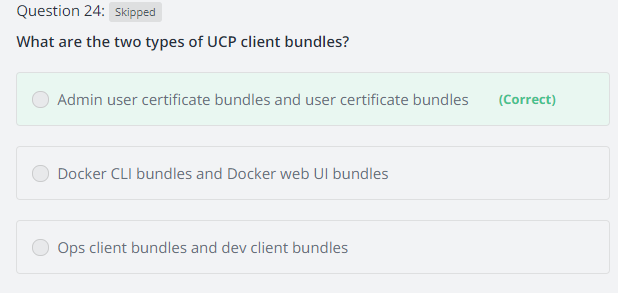 Question 24: Skipped
What are the two types of UCP client bundles?
Admin user certificate bundles and user certificate bundles (Correct)
Docker CLI bundles and Docker web UI bundles
Ops client bundles and dev client bundles